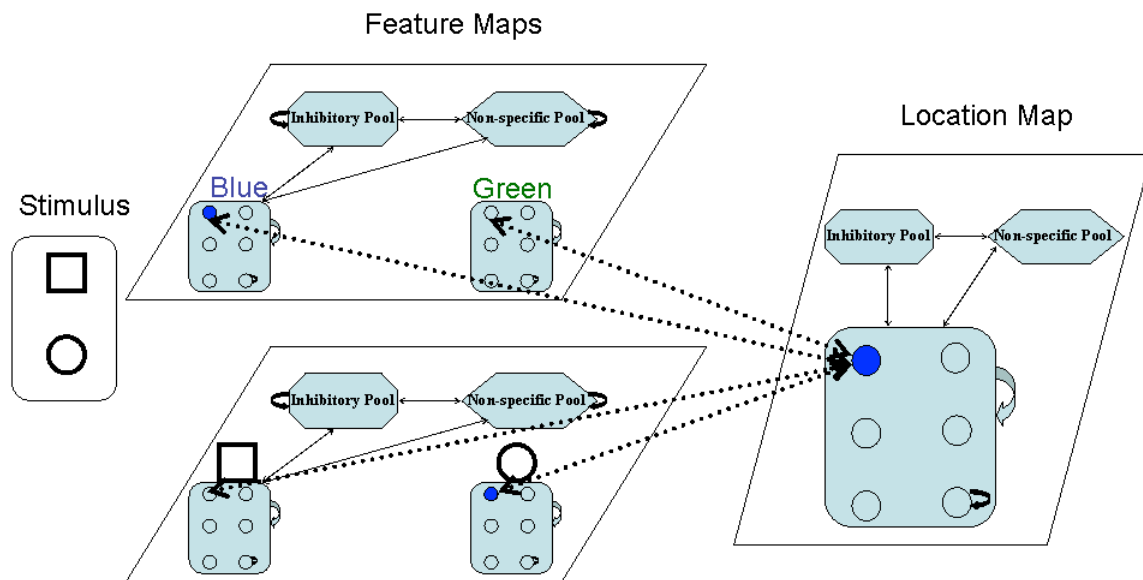 Feature Maps
Inhibitory Pool
Non-specific Pool
Location Map
Blue
Green
Stimulus
Inhibitory Pool
Non-specific Pool
Inhibitory Pool
Non-specific Pool